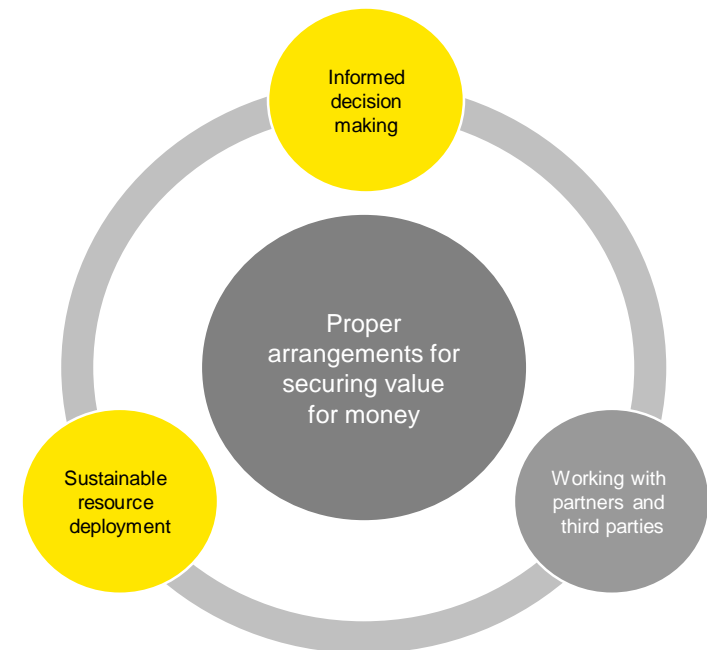 Informed
decision
making
Proper
arrangements for
securing value
for money
Sustainable
resource
deployment
Working with
partners and
third parties